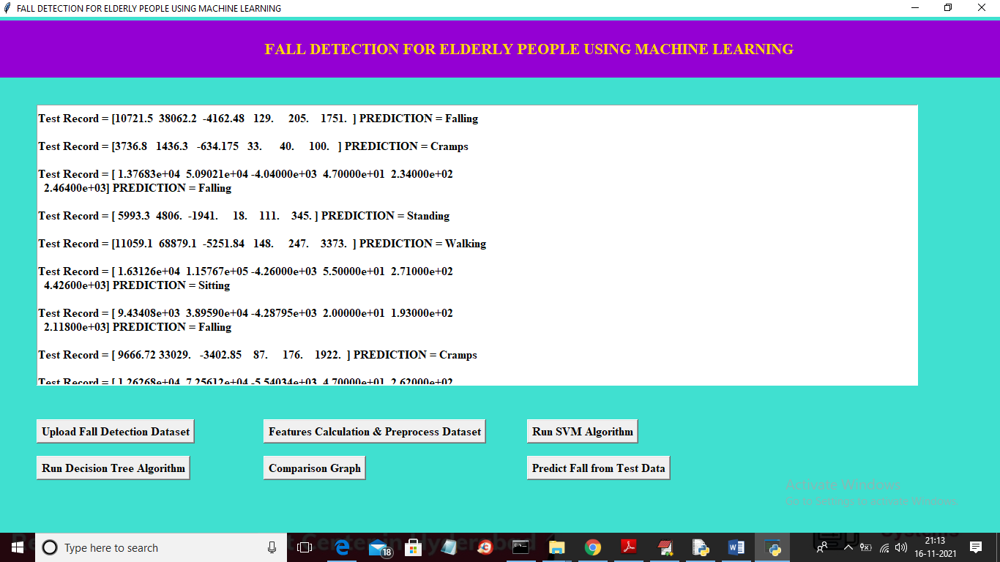 FALL DETECTION FOR ELDERLY PEOPLE USING MACHINE LEARNING
FALL DETECTION FOR ELDERLY PEOPLE USING MACHINE LEARNING
Test Record = [10721.5 38062.2 -4162.48 129. 205. 1751. ] PREDICTION = Falling
Test Record = [3736.8 1436.3 -634.175 33. 40. 100. ] PREDICTION = Cramps
Test Record = [ 1.37683e+04 5.09021e+04 -4.04000e+03 4.70000e+01 2.34000e+02
2.46400e+03] PREDICTION = Falling
Test Record = [ 5993.3 4806. -1941. 18. 111. 345. ] PREDICTION = Standing
Test Record = [11059.1 68879.1 -5251.84 148. 247. 3373. ] PREDICTION = Walking
Test Record = [ 1.63126e+04 1.15767e+05 -4.26000e+03 5.50000e+01 2.71000e+02
4.42600e+03] PREDICTION = Sitting
Test Record = [ 9.43408e+03 3.89590e+04 -4.28795e+03 2.00000e+01 1.93000e+02
2.11800e+03] PREDICTION = Falling
Test Record = [ 9666.72 33029. -3402.85 87. 176. 1922. ] PREDICTION = Cramps
Test Record = [ 1.26268e+04 7.25612e+04 -5.54034e+03 4.70000e+01 2.62000e+02
Upload Fall Detection Dataset
Features Calculation & Preprocess Dataset
Run SVM Algorithm
Run Decision Tree Algorithm
Comparison Graph
Predict Fall from Test Data
Activate Windows
Go to Settings to activate Windows.
Type here to search
18
21:13
16-11-2021